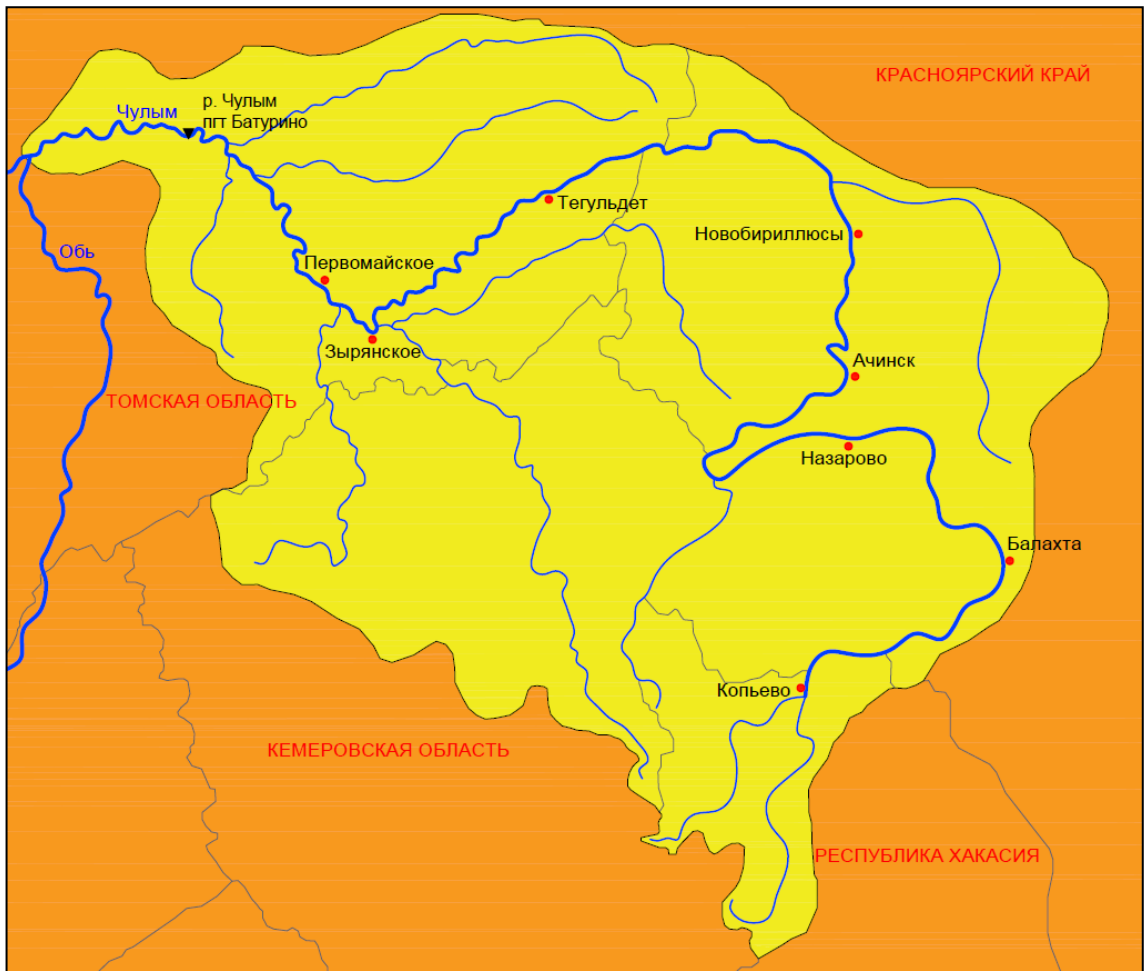 КРАСНОЯРСКИЙ КРАЙ
Чулым
р. Чулым
пгт Батурино
Тегульдет
Новобириллюсы
Обь
Первомайское
Зырянское
Ачинск
ТОМСКАЯ ОБЛАСТЬ
Назарово
Балахта
Копьево
КЕМЕРОВСКАЯ ОБЛАСТЬ
РЕСПУБЛИКА ХАКАСИЯ